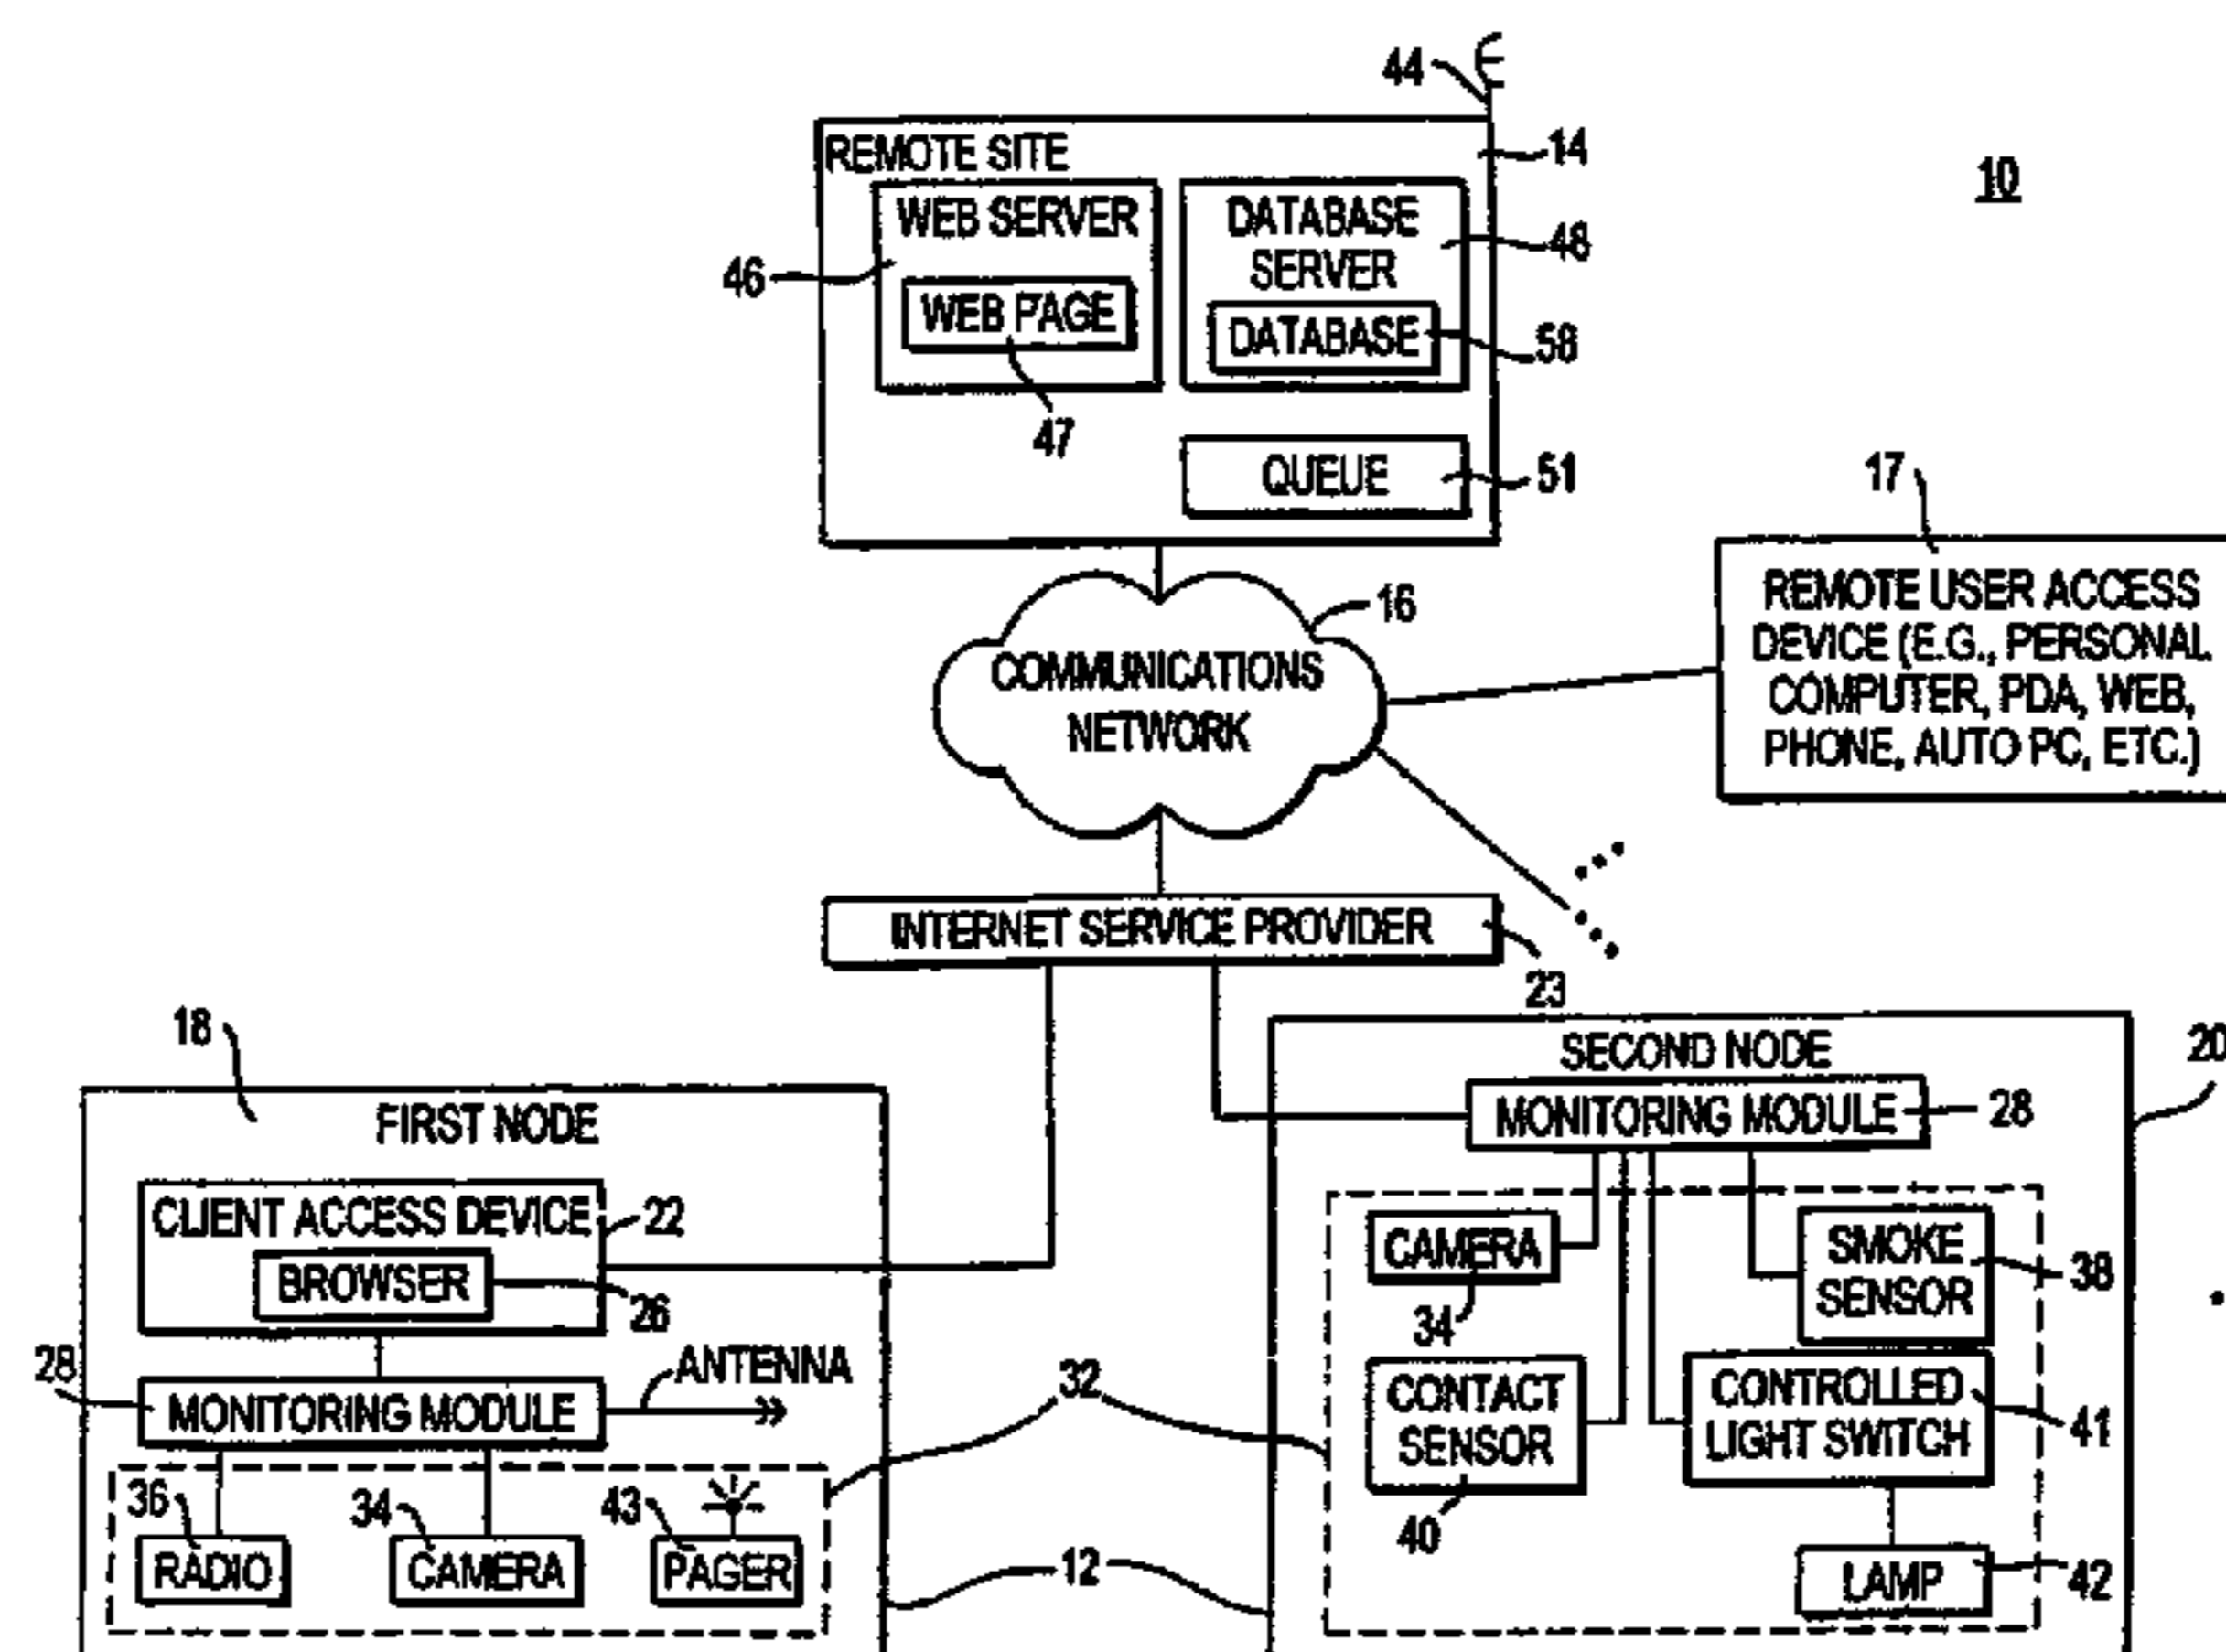 44
REMOTE SITE
14
10
WEB SERVER
46
WEB PAGE
47
DATABASE
SERVER
48
DATABASE
58
QUEUE
51
17
REMOTE USER ACCESS
DEVICE (E.G., PERSONAL
COMPUTER, PDA, WEB,
PHONE, AUTO PC, ETC.)
16
COMMUNICATIONS
NETWORK
INTERNET SERVICE PROVIDER
23
18
FIRST NODE
CLIENT ACCESS DEVICE
22
BROWSER
26
28
MONITORING MODULE
ANTENNA
32
36
RADIO
34
CAMERA
43
PAGER
12
SECOND NODE
20
MONITORING MODULE
28
CAMERA
34
SMOKE
SENSOR
38
CONTACT
SENSOR
40
CONTROLLED
LIGHT SWITCH
41
LAMP
42